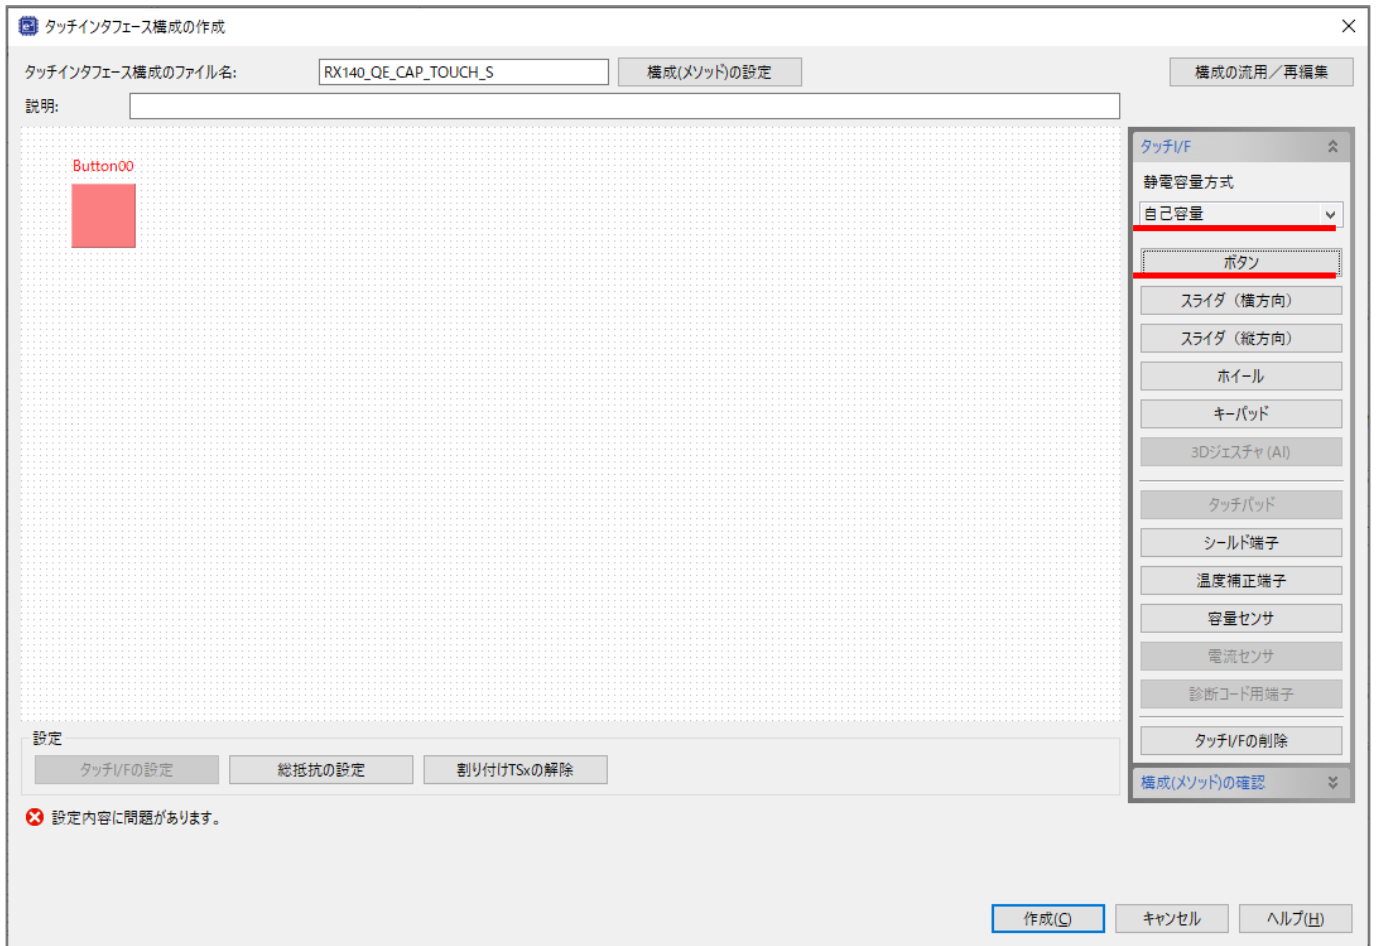 タッチインタフェース構成の作成
タッチインタフェース構成のファイル名: RX140_QE_CAP_TOUCH_S 構成(メソッド)の設定 構成の流用／再編集
説明:
Button00
タッチI/F
静電容量方式
自己容量
ボタン
スライダ（横方向）
スライダ（縦方向）
ホイール
キーパッド
3Dジェスチャ (AI)
タッチパッド
シールド端子
温度補正端子
容量センサ
電流センサ
診断コード用端子
タッチI/Fの削除
構成(メソッド)の確認
設定
タッチI/Fの設定 総抵抗の設定 割り付けTSxの解除
設定内容に問題があります。
作成(C) キャンセル ヘルプ(H)